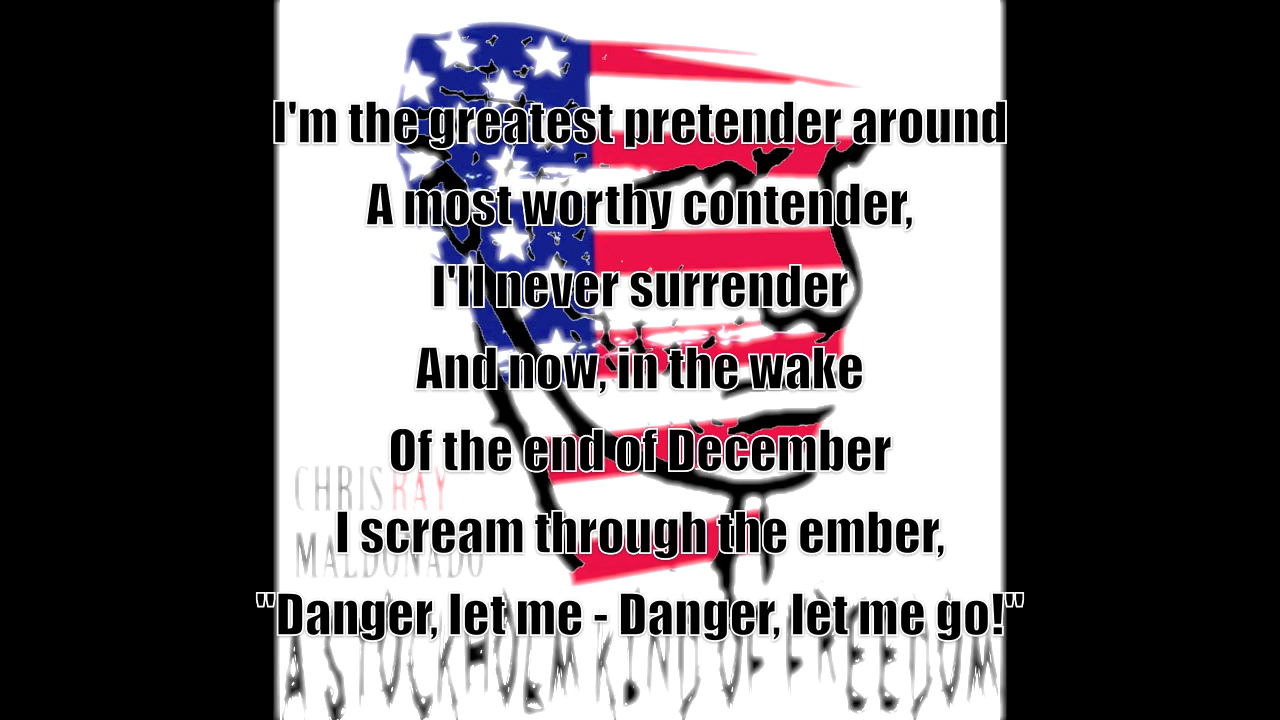 I'm the greatest pretender around
A most worthy contender,
I'll never surrender
And now, in the wake
Of the end of December
CHRIS RAY
I scream through the ember,
MALDONADO
"Danger, let me - Danger, let me go!"
A STOCKHOLM KIND OF FREEDOM